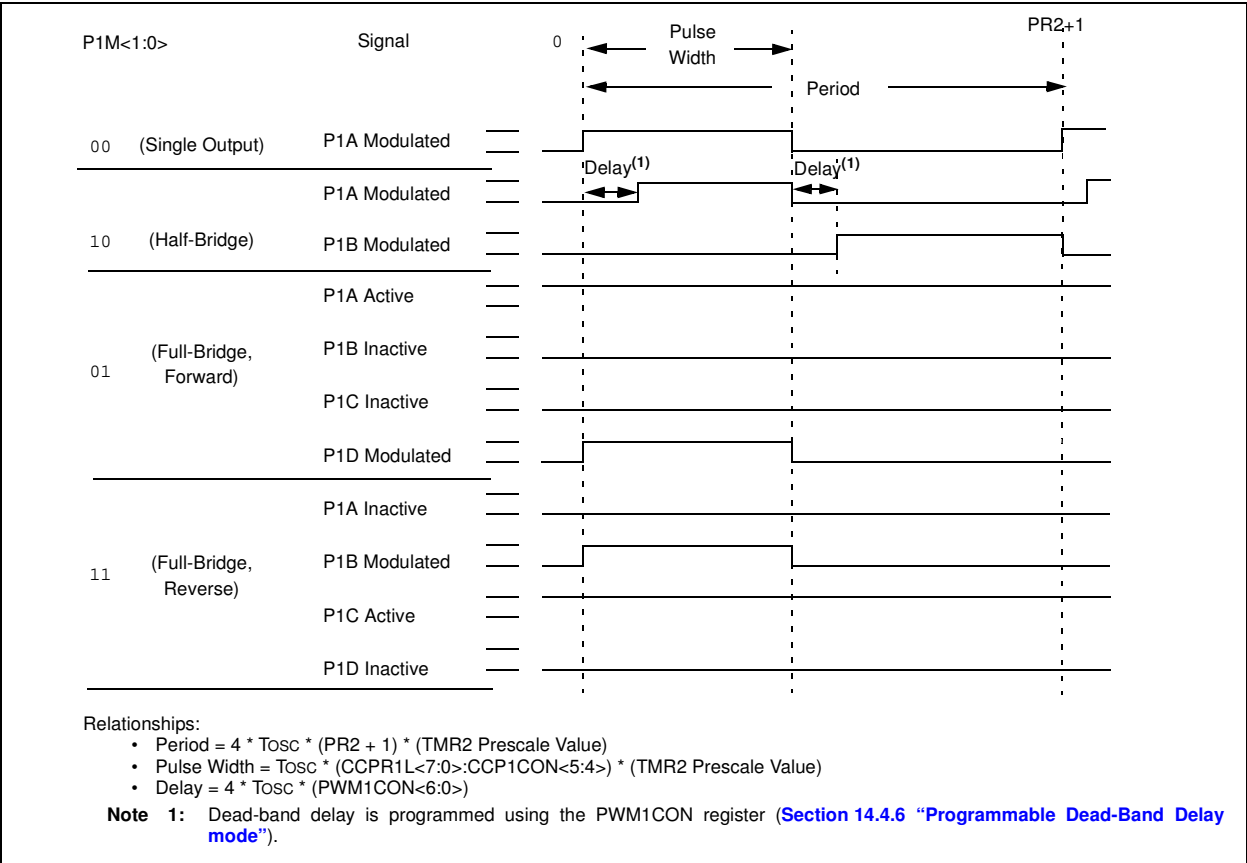 P1M<1:0> Signal 0 Pulse Width PR2+1
Period
00 (Single Output) P1A Modulated
Delay(1) Delay(1)
P1A Modulated
10 (Half-Bridge) P1B Modulated
P1A Active
01 (Full-Bridge, Forward) P1B Inactive
P1C Inactive
P1D Modulated
P1A Inactive
11 (Full-Bridge, Reverse) P1B Modulated
P1C Active
P1D Inactive
Relationships:
• Period = 4 * TOSC * (PR2 + 1) * (TMR2 Prescale Value)
• Pulse Width = TOSC * (CCPR1L<7:0>:CCP1CON<5:4>) * (TMR2 Prescale Value)
• Delay = 4 * TOSC * (PWM1CON<6:0>)
Note 1: Dead-band delay is programmed using the PWM1CON register (Section 14.4.6 “Programmable Dead-Band Delay
mode”).